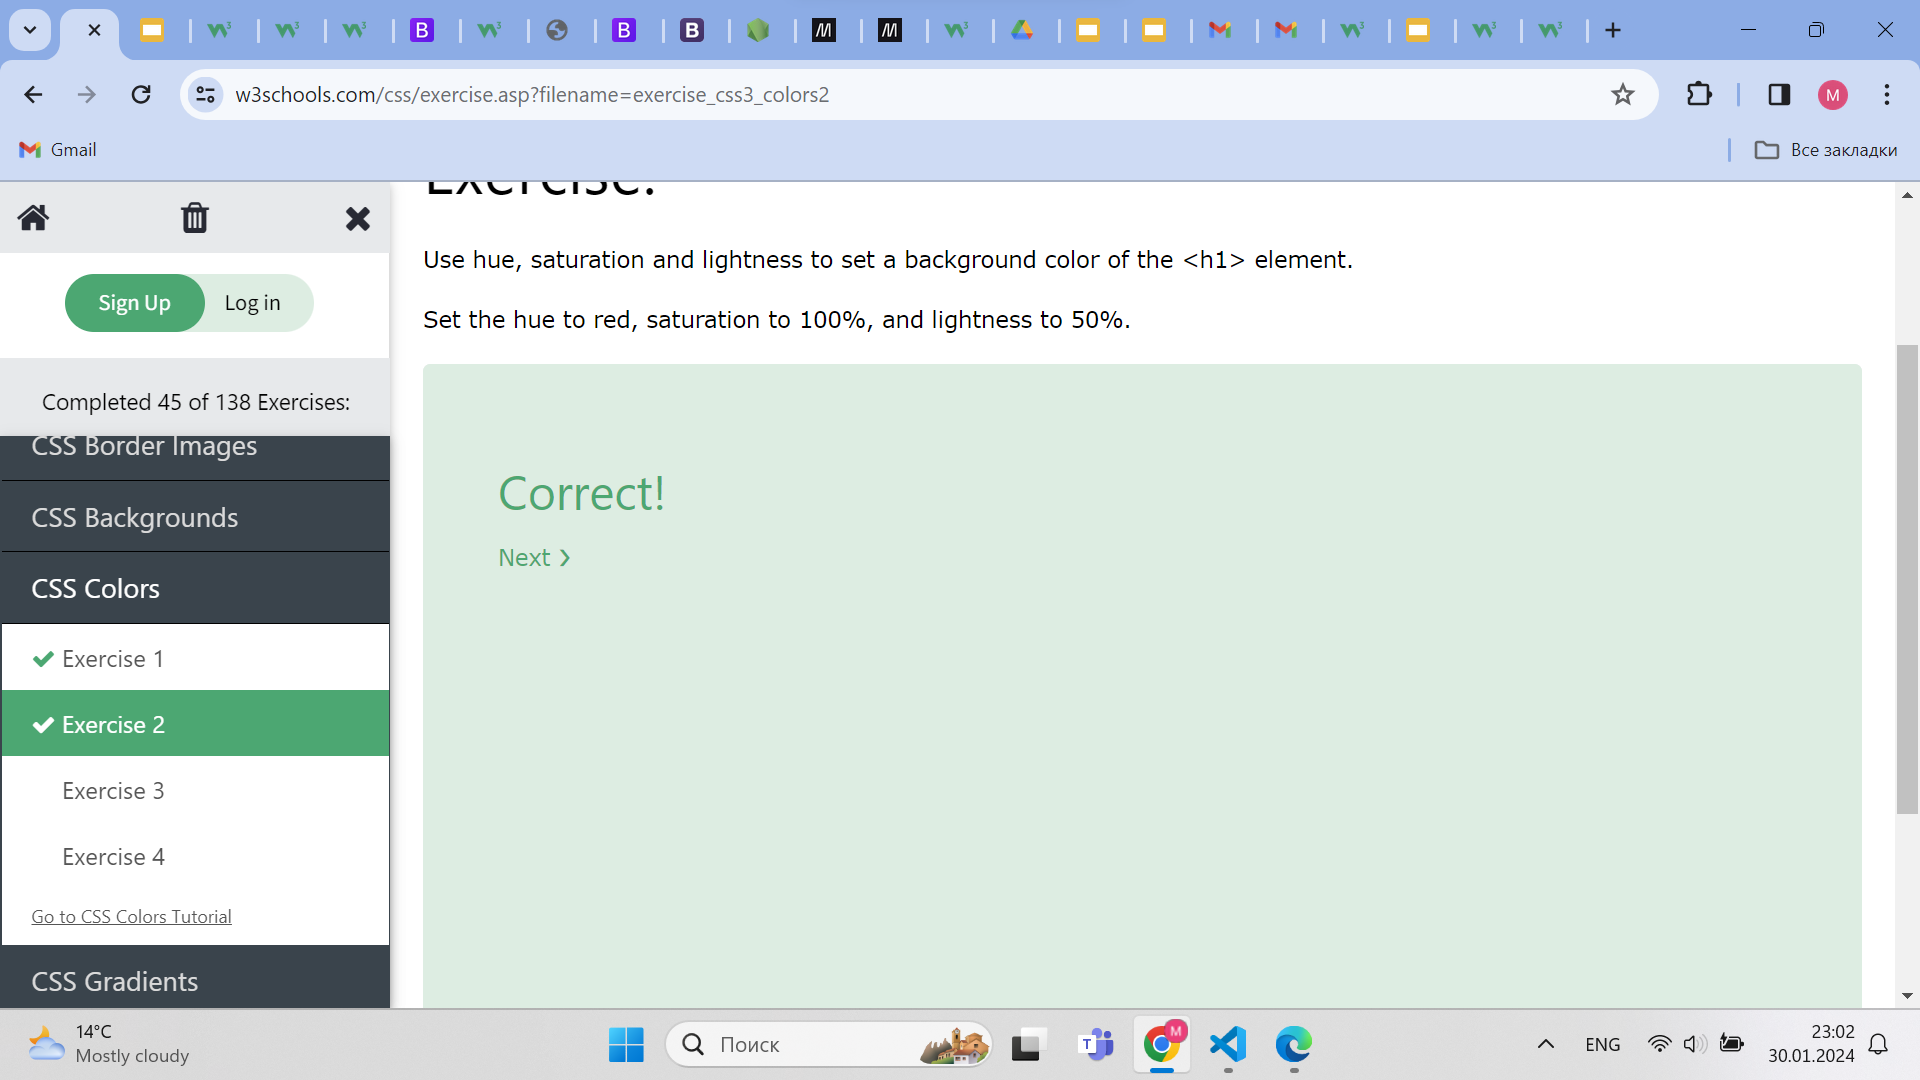 w3schools.com/css/exercise.asp?filename=exercise_css3_colors2
M
Gmail
Все закладки
Exercise:
Use hue, saturation and lightness to set a background color of the <h1> element.
Set the hue to red, saturation to 100%, and lightness to 50%.
Sign Up
Log in
Completed 45 of 138 Exercises:
CSS Border Images
CSS Backgrounds
CSS Colors
Exercise 1
Exercise 2
Exercise 3
Exercise 4
Go to CSS Colors Tutorial
CSS Gradients
Correct!
Next ❯
14°C
Mostly cloudy
Поиск
M
ENG
23:02
30.01.2024